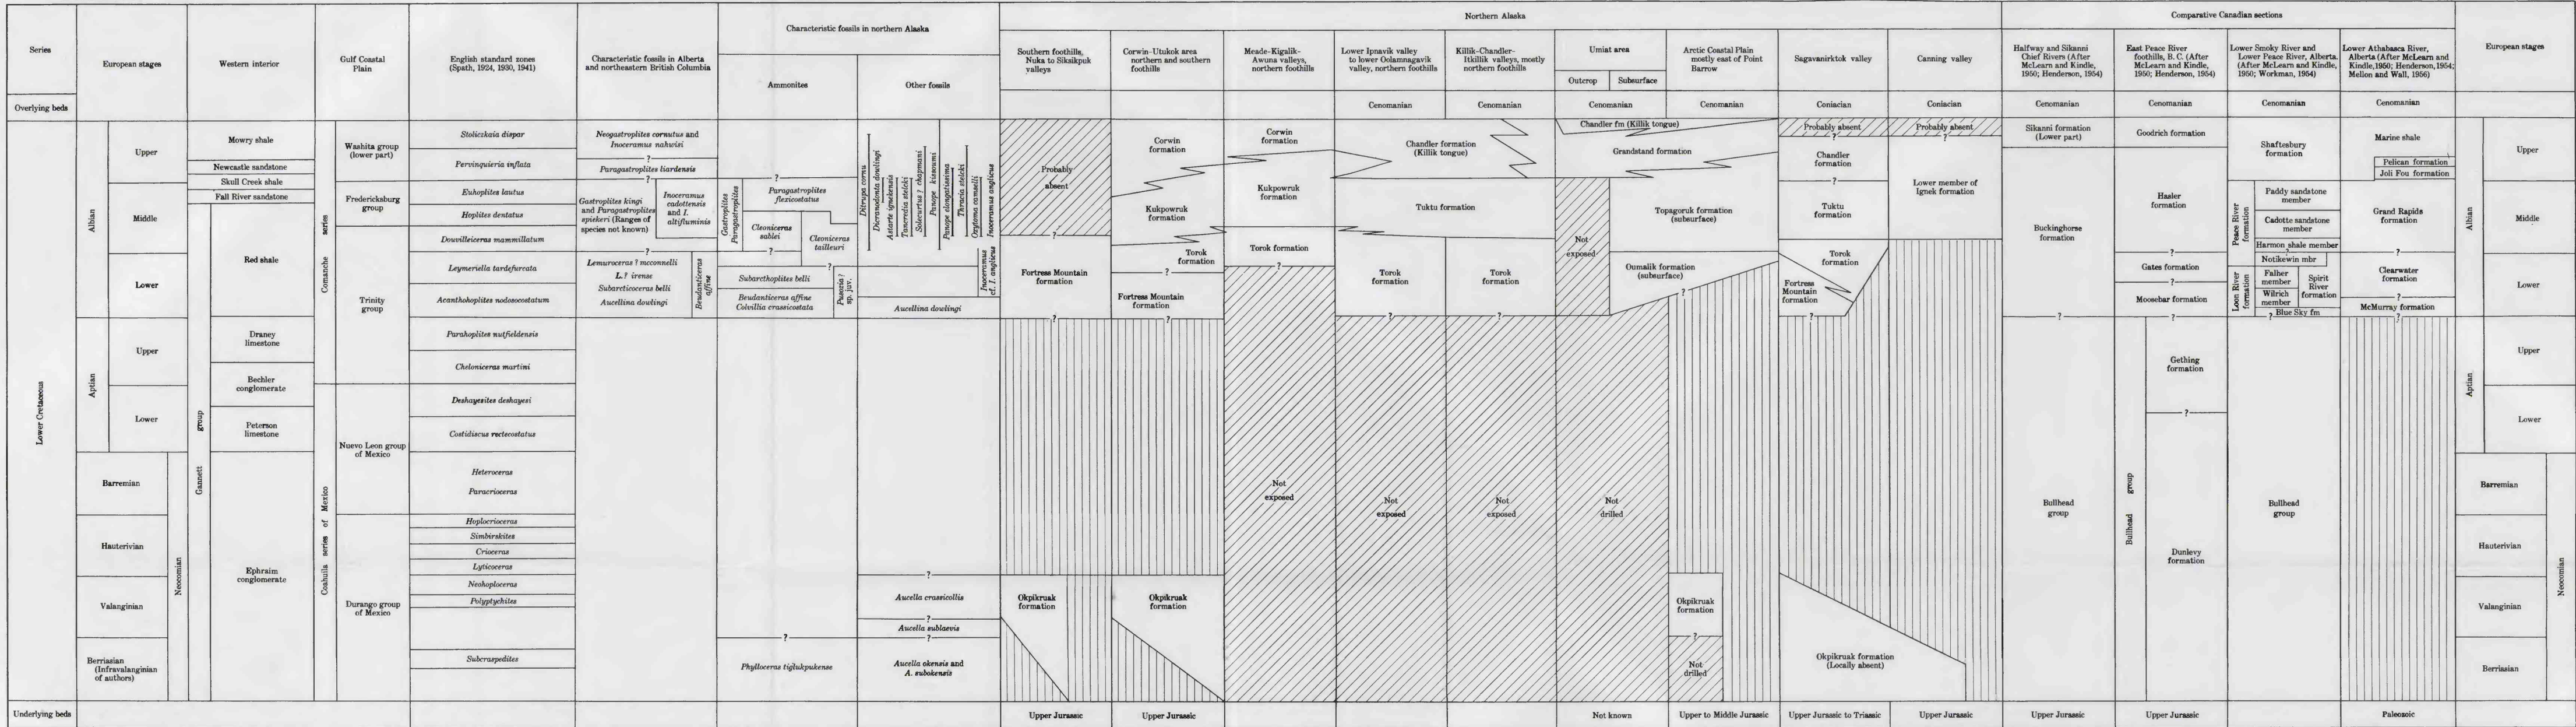 Series
European stages
Western interior
Gulf Coastal
Plain
English standard zones
(Spath, 1924, 1930, 1941)
Characteristic fossils in Alberta
and northeastern British Columbia
Characteristic fossils in northern Alaska
Ammonites
Other fossils
Northern Alaska
Southern foothills,
Nuka to Siksikpuk
valleys
Corwin-Utukok area
northern and southern
foothills
Meade-Kigalik-
Awuna valleys,
northern foothills
Lower Ipnavik valley
to lower Oolamnagavik
valley, northern foothills
Killik-Chandler-
Itkillik valleys, mostly
northern foothills
Umiat area
Outcrop
Subsurface
Arctic Coastal Plain
mostly east of Point
Barrow
Sagavanirktok valley
Canning valley
Comparative Canadian sections
Halfway and Sikanni
Chief Rivers (After
McLearn and Kindle,
1950; Henderson, 1954)
East Peace River
foothills, B. C. (After
McLearn and Kindle,
1950; Henderson, 1954)
Lower Smoky River and
Lower Peace River, Alberta.
(After McLearn and Kindle,
1950; Workman, 1954)
Lower Athabasca River,
Alberta (After McLearn and
Kindle, 1950; Henderson, 1954;
Mellon and Wall, 1956)
European stages
Overlying beds
Cenomanian
Cenomanian
Cenomanian
Cenomanian
Coniacian
Coniacian
Cenomanian
Cenomanian
Cenomanian
Cenomanian
Lower Cretaceous
Albian
Upper
Middle
Lower
Aptian
Upper
Lower
Barremian
Hauterivian
Valanginian
Berriasian
(Infravalanginian
of authors)
Neocomian
Mowry shale
Newcastle sandstone
Skull Creek shale
Fall River sandstone
Gannett group
Red shale
Draney
limestone
Bechler
conglomerate
Peterson
limestone
Ephraim
conglomerate
Comanche series
Coahuila series of Mexico
Washita group
(lower part)
Fredericksburg
group
Trinity
group
Nuevo Leon group
of Mexico
Durango group
of Mexico
Stoliczkaia dispar
Pervinquieria inflata
Euhoplites lautus
Hoplites dentatus
Douvilleiceras mammillatum
Leymeriella tardefurcata
Acanthohoplites nodosocostatum
Parahoplites nutfieldensis
Cheloniceras martini
Deshayesites deshayesi
Costidiscus rectecostatus
Heteroceras
Paracrioceras
Hoplocrioceras
Simbirskites
Crioceras
Lyticoceras
Neohoploceras
Polyptychites
Subcraspedites
Neogastroplites cornutus and
Inoceramus nahwisi
?
Paragastroplites liardensis
?
Gastroplites kingi
and Paragastroplites
spiekeri (Ranges of
species not known)
Inoceramus
cadottensis
and I.
altifluminis
?
Lemuroceras ? mcconnelli
L.? irense
Subarcticoceras belli
Aucellina dowlingi
Beudanticeras
affine
?
Gastroplites
Paragastroplites
Paragastroplites
flexicostatus
Cleoniceras
sablei
Cleoniceras
tailleuri
?
?
Subarcthoplites belli
Beudanticeras affine
Colvillia crassicostata
Puzosia ?
sp. juv.
?
Phylloceras tiglukpukense
Ditrupa cornu
Dicranodonta dowlingi
Astarte ignekensis
Tancredia stelcki
Solecurtus ? chapmani
Panope kissoumi
Panope elongatissima
Thracia stelcki
Oxytoma camselli
Inoceramus anglicus
Inoceramus
cf. I. anglicus
Aucellina dowlingi
?
Aucella crassicollis
?
Aucella sublaevis
?
Aucella okensis and
A. subokensis
Probably
absent
?
Fortress Mountain
formation
?
Okpikruak
formation
Corwin
formation
Kukpowruk
formation
Torok
formation
?
Fortress Mountain
formation
?
Okpikruak
formation
Corwin
formation
Kukpowruk
formation
Torok formation
?
Not
exposed
Chandler formation
(Killik tongue)
Tuktu formation
Torok
formation
?
Not
exposed
Torok
formation
?
Not
exposed
Chandler fm (Killik tongue)
Grandstand formation
Not
exposed
Topagoruk formation
(subsurface)
Oumalik formation
(subsurface)
?
Not
drilled
Okpikruak
formation
?
Not
drilled
Probably absent
?
Chandler
formation
?
Tuktu
formation
Torok
formation
Fortress
Mountain
formation
?
Okpikruak formation
(Locally absent)
Probably absent
?
Lower member of
Ignek formation
Sikanni formation
(Lower part)
Buckinghorse
formation
?
Bullhead
group
Goodrich formation
Hasler
formation
?
Gates formation
?
Moosebar formation
?
Bullhead group
Gething
formation
?
Dunlevy
formation
Shaftesbury
formation
Peace River
formation
Paddy sandstone
member
Cadotte sandstone
member
Harmon shale member
?
Loon River
formation
Notikewin mbr
Falher
member
Wilrich
member
Spirit
River
formation
? Blue Sky fm
Bullhead
group
Marine shale
Pelican formation
Joli Fou formation
Grand Rapids
formation
?
Clearwater
formation
?
McMurray formation
?
Albian
Upper
Middle
Lower
Aptian
Upper
Lower
Barremian
Hauterivian
Valanginian
Berriasian
Neocomian
Underlying beds
Upper Jurassic
Upper Jurassic
Not known
Upper to Middle Jurassic
Upper Jurassic to Triassic
Upper Jurassic
Upper Jurassic
Upper Jurassic
Paleozoic